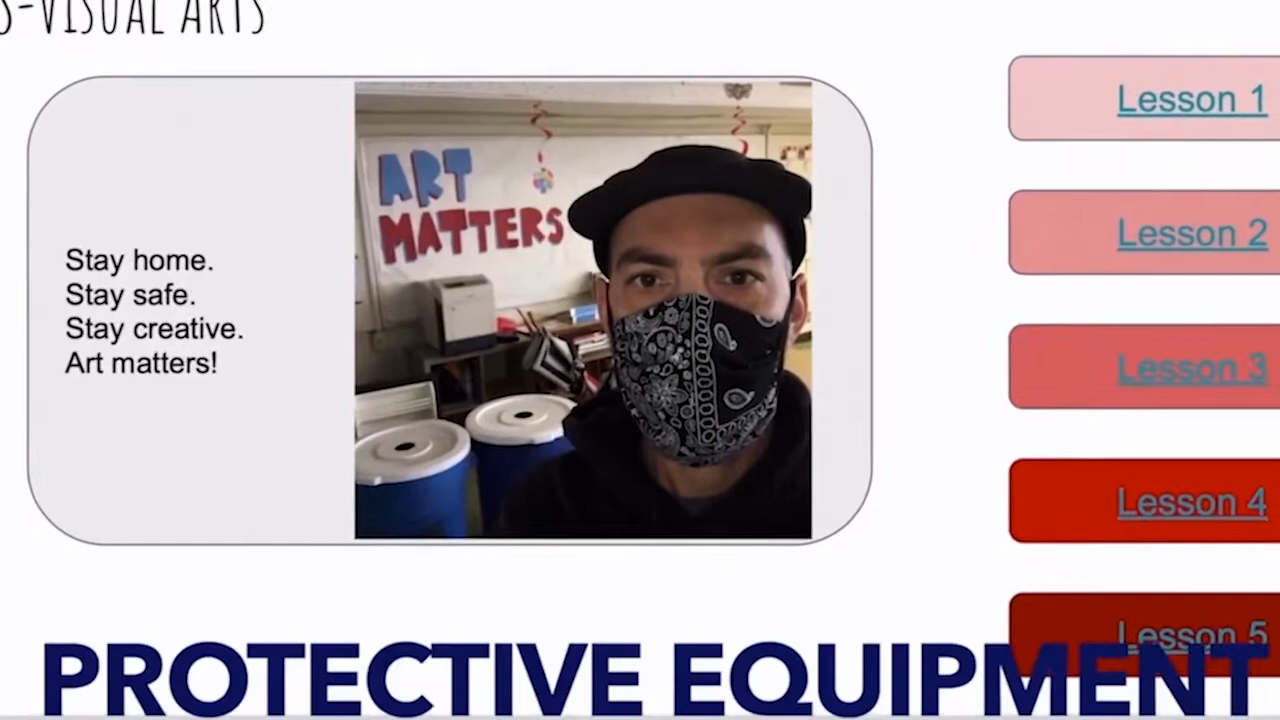 S-VISUAL ARTS
ART
MATTERS
Stay home.
Stay safe.
Stay creative.
Art matters!
Lesson 1
Lesson 2
Lesson 3
Lesson 4
Lesson 5
PROTECTIVE EQUIPMENT